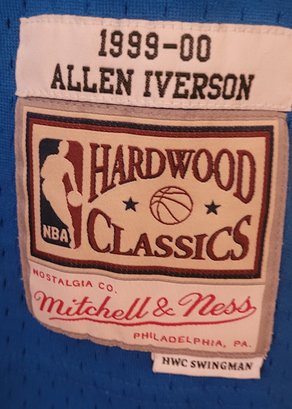 1999-00
ALLEN IVERSON
HARDWOOD
NBA
CLASSICS
NOSTALGIA CO.
Mitchell & Ness
PHILADELPHIA, PA.
HWC SWINGMAN